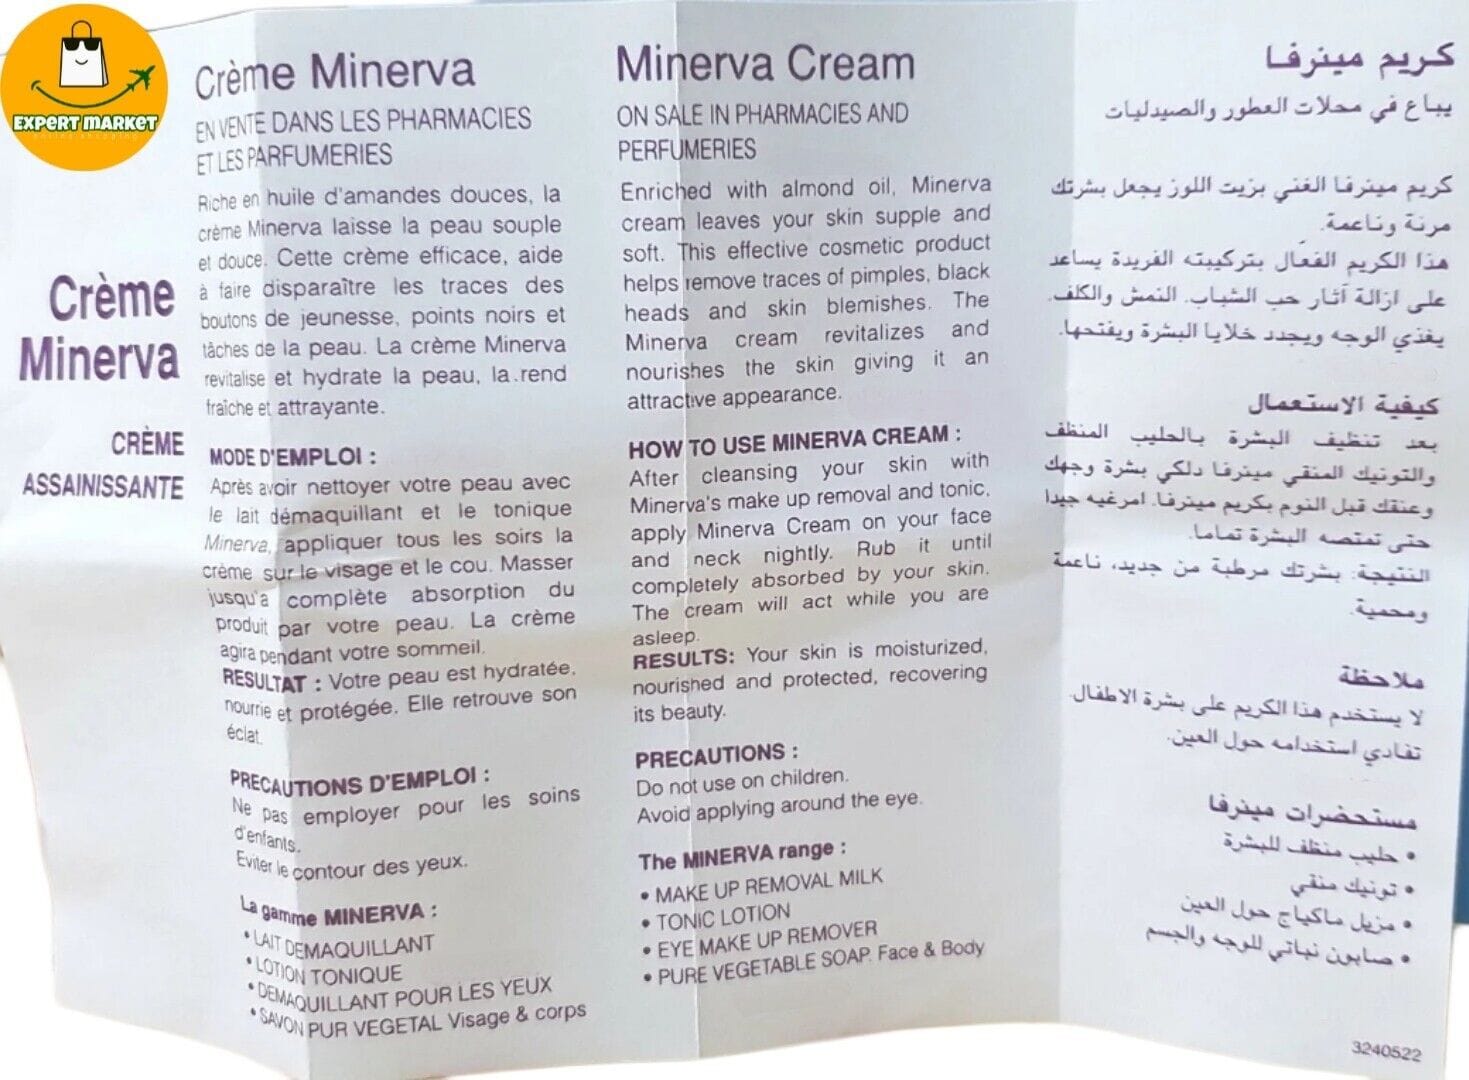 EXPERT MARKET
Crème
Minerva
CRÈME
ASSAINISSANTE
Crème Minerva
EN VENTE DANS LES PHARMACIES
ET LES PARFUMERIES
Riche en huile d'amandes douces, la
crème Minerva laisse la peau souple
et douce. Cette crème efficace, aide
à faire disparaître les traces des
boutons de jeunesse, points noirs et
tâches de la peau. La crème Minerva
revitalise et hydrate la peau, la.rend
fraîche et attrayante.
MODE D'EMPLOI :
Après avoir nettoyer votre peau avec
le lait démaquillant et le tonique
Minerva, appliquer tous les soirs la
crème sur le visage et le cou. Masser
jusqu'a complète absorption du
produit par votre peau. La crème
agira pendant votre sommeil.
RESULTAT : Votre peau est hydratée,
nourrie et protégée. Elle retrouve son
éclat.
PRECAUTIONS D'EMPLOI :
Ne pas employer pour les soins
d'enfants.
Eviter le contour des yeux.
La gamme MINERVA :
• LAIT DEMAQUILLANT
• LOTION TONIQUE
• DEMAQUILLANT POUR LES YEUX
• SAVON PUR VEGETAL Visage & corps
Minerva Cream
ON SALE IN PHARMACIES AND
PERFUMERIES
Enriched with almond oil, Minerva
cream leaves your skin supple and
soft. This effective cosmetic product
helps remove traces of pimples, black
heads and skin blemishes. The
Minerva cream revitalizes and
nourishes the skin giving it an
attractive appearance.
HOW TO USE MINERVA CREAM :
After cleansing your skin with
Minerva's make up removal and tonic,
apply Minerva Cream on your face
and neck nightly. Rub it until
completely absorbed by your skin.
The cream will act while you are
asleep.
RESULTS: Your skin is moisturized,
nourished and protected, recovering
its beauty.
PRECAUTIONS :
Do not use on children.
Avoid applying around the eye.
The MINERVA range :
• MAKE UP REMOVAL MILK
• TONIC LOTION
• EYE MAKE UP REMOVER
• PURE VEGETABLE SOAP. Face & Body
كريم مينرفا
يباع في محلات العطور والصيدليات
كريم مينرفا الغني بزيت اللوز يجعل بشرتك
مرنة وناعمة.
هذا الكريم الفعال بتركيبته الفريدة يساعد
على ازالة آثار حب الشباب. النمش والكلف.
يغذي الوجه ويجدد خلايا البشرة ويفتحها.
كيفية الاستعمال
بعد تنظيف البشرة بالحليب المنظف
والتونيك المنقي مينرفا دلكي بشرة وجهك
وعنقك قبل النوم بكريم مينرفا. امرغيه جيدا
حتى تمتصه البشرة تماما.
النتيجة: بشرتك مرطبة من جديد، ناعمة
ومحمية.
ملاحظة
لا يستخدم هذا الكريم على بشرة الاطفال.
تفادي استخدامه حول العين.
مستحضرات مينرفا
• حليب منظف للبشرة
• تونيك منقي
• مزيل ماكياج حول العين
• صابون نباتي للوجه والجسم
3240522